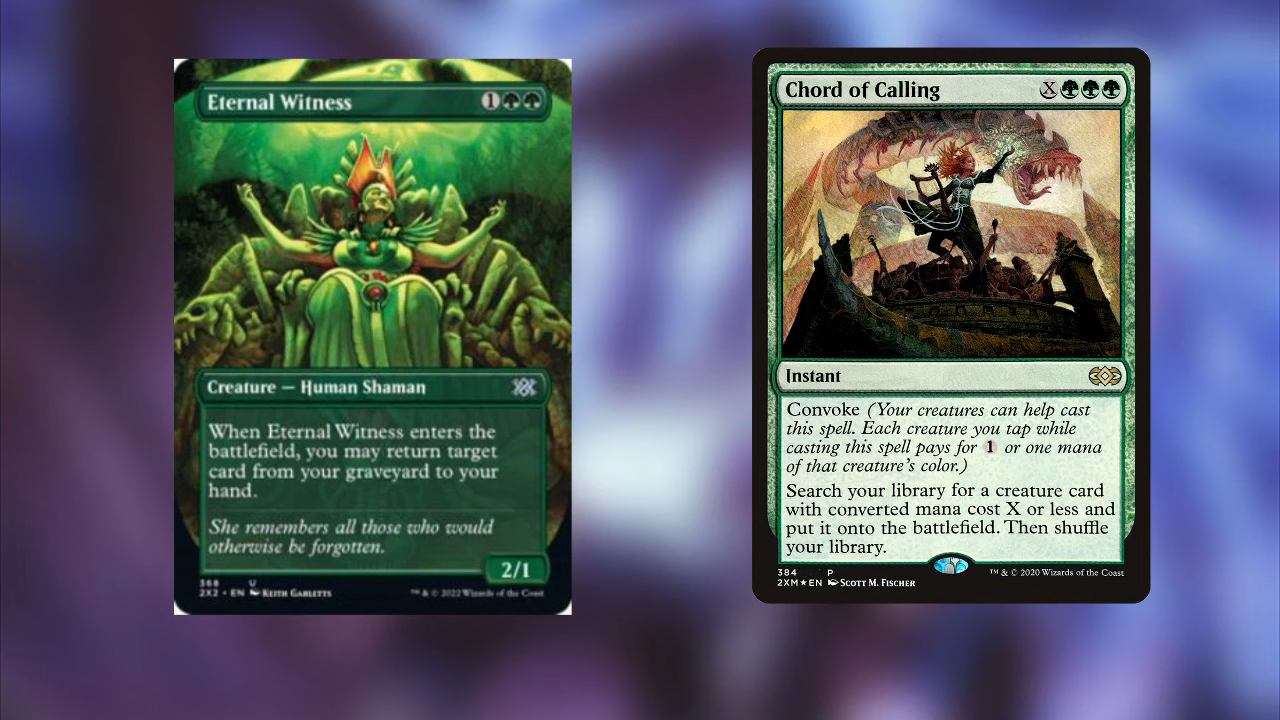 Eternal Witness 1
Creature — Human Shaman
When Eternal Witness enters the
battlefield, you may return target
card from your graveyard to your
hand.
She remembers all those who would
otherwise be forgotten.
2/1
368 U
2X2 • EN Keith Garletts
™ & © 2022 Wizards of the Coast
Chord of Calling X
Instant
Convoke (Your creatures can help cast
this spell. Each creature you tap while
casting this spell pays for 1 or one mana
of that creature's color.)
Search your library for a creature card
with converted mana cost X or less and
put it onto the battlefield. Then shuffle
your library.
384 P
2XM★EN Scott M. Fischer
™ & © 2020 Wizards of the Coast